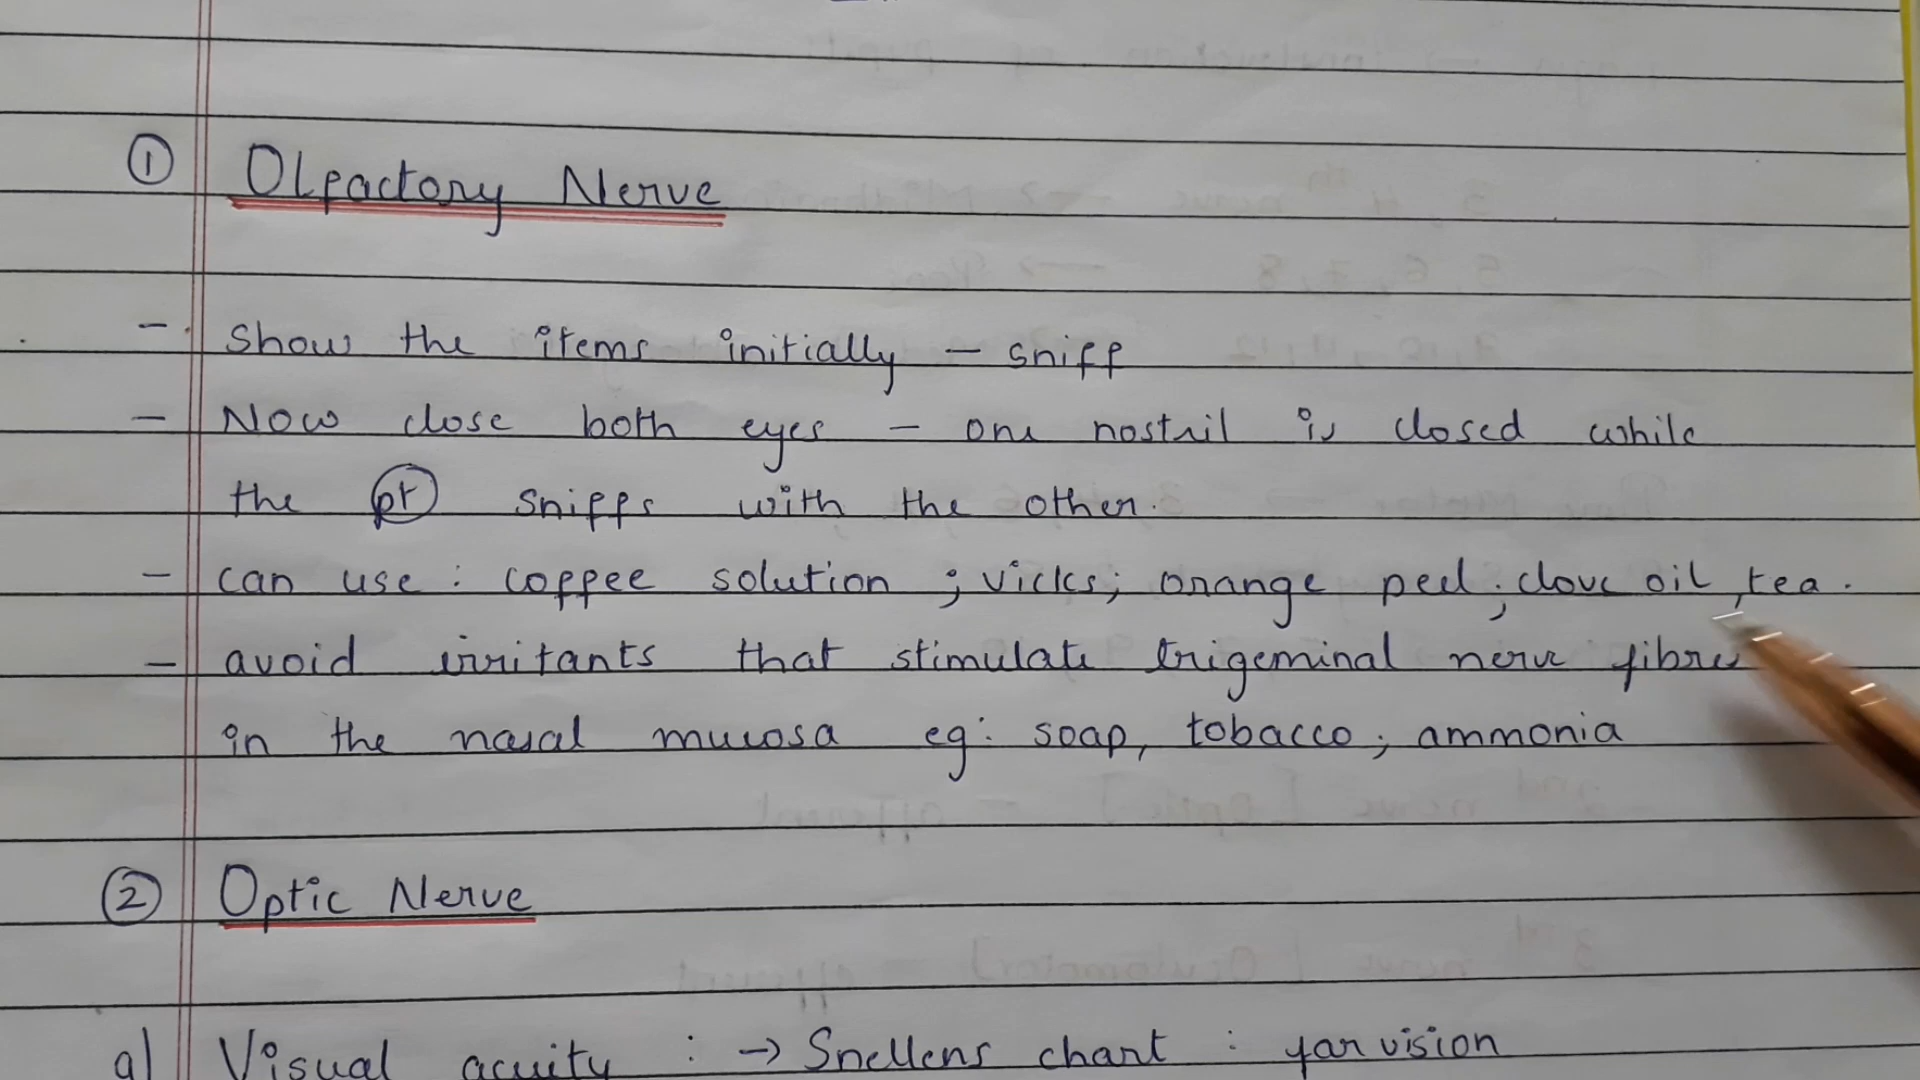 ① Olfactory Nerve
- Show the items initially - sniff
- Now close both eyes - one nostril is closed while
the pt sniffs with the other.
- can use : coffee solution ; vicks ; orange peel ; clove oil, tea.
- avoid irritants that stimulate trigeminal nerve fibres
in the nasal mucosa eg: soap, tobacco ; ammonia
② Optic Nerve
a) Visual acuity : → Snellens chart : far vision